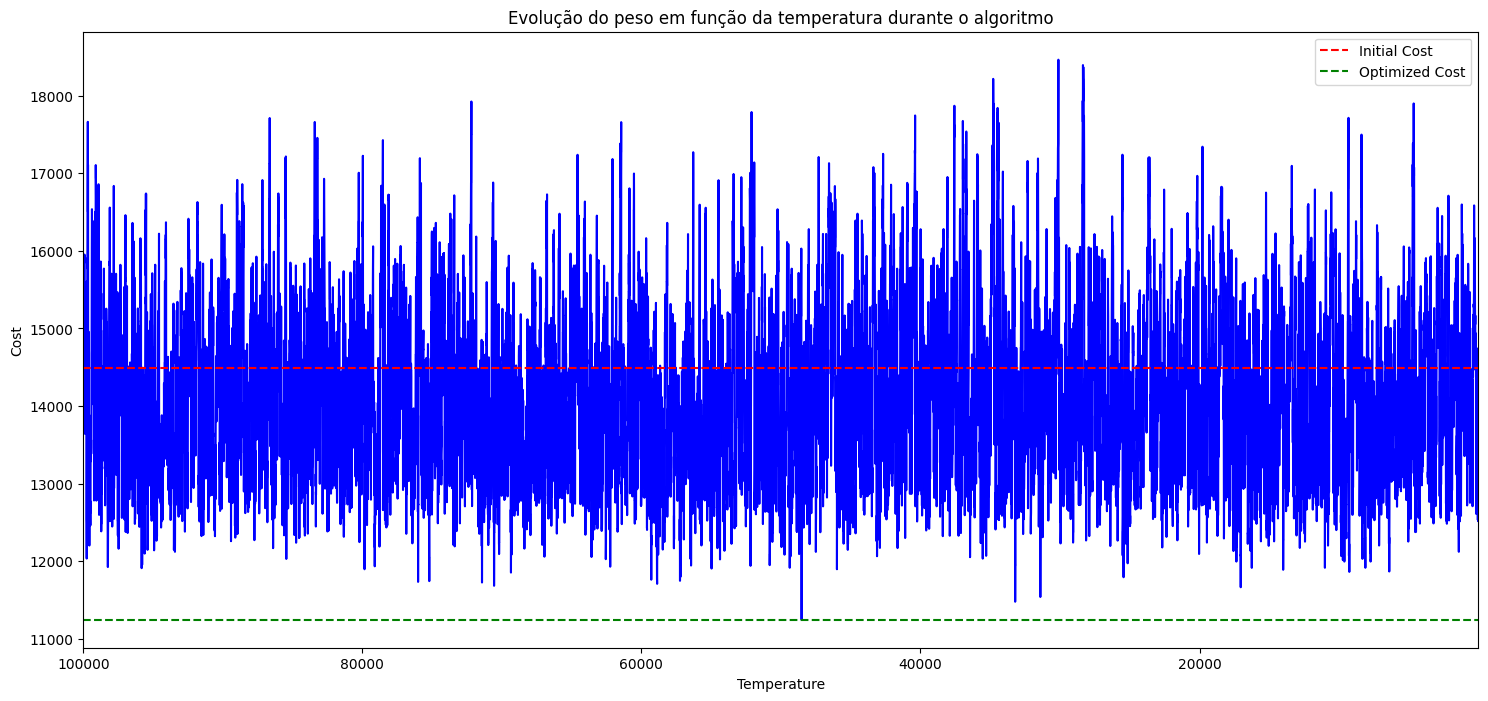 Evolução do peso em função da temperatura durante o algoritmo
Initial Cost
Optimized Cost
18000
17000
16000
15000
14000
13000
12000
11000
Cost
100000
80000
60000
40000
20000
Temperature